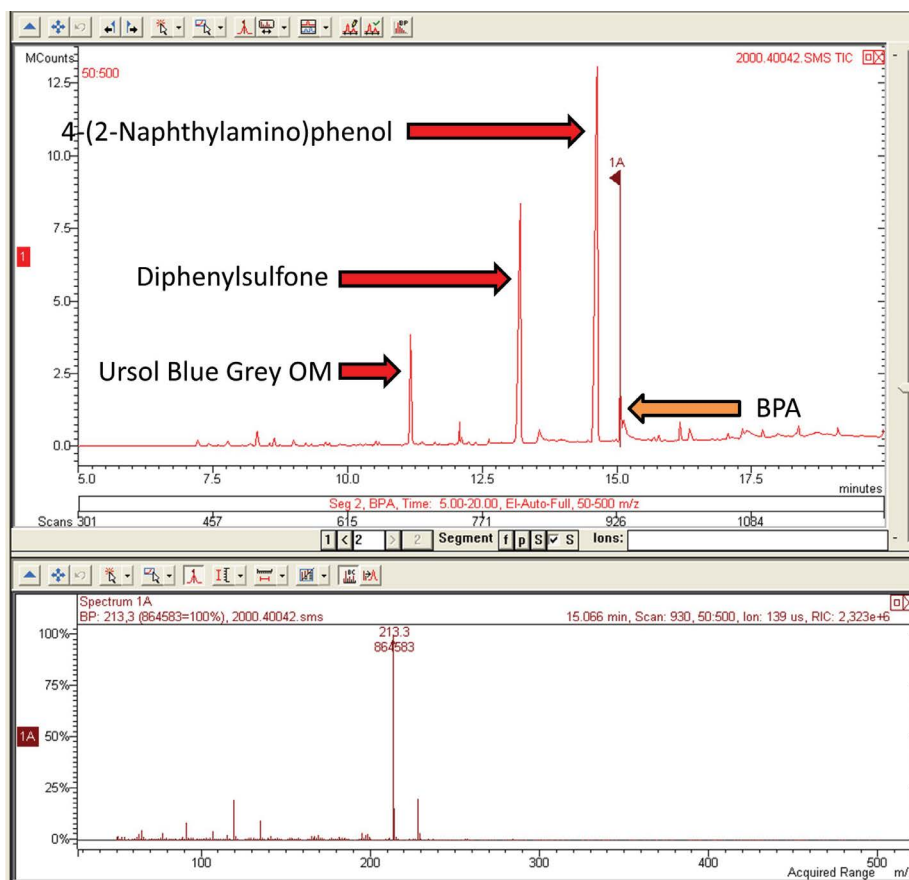 MCounts
50:500
2000.40042.SMS TIC
12.5
10.0
7.5
5.0
2.5
0.0
4-(2-Naphthylamino)phenol
1A
Diphenylsulfone
Ursol Blue Grey OM
BPA
1
5.0 7.5 10.0 12.5 15.0 17.5
minutes
Seg 2, BPA, Time: 5.00-20.00, EI-Auto-Full, 50-500 m/z
Scans 301 457 615 771 926 1084
1 < 2 > 2 Segment f p S S Ions:
Spectrum 1A
BP: 213,3 (864583=100%), 2000.40042.sms
15.066 min, Scan: 930, 50:500, Ion: 139 us, RIC: 2,323e+6
213.3
864583
100%
75%
50%
25%
0%
1A
100 200 300 400 500
Acquired Range m/